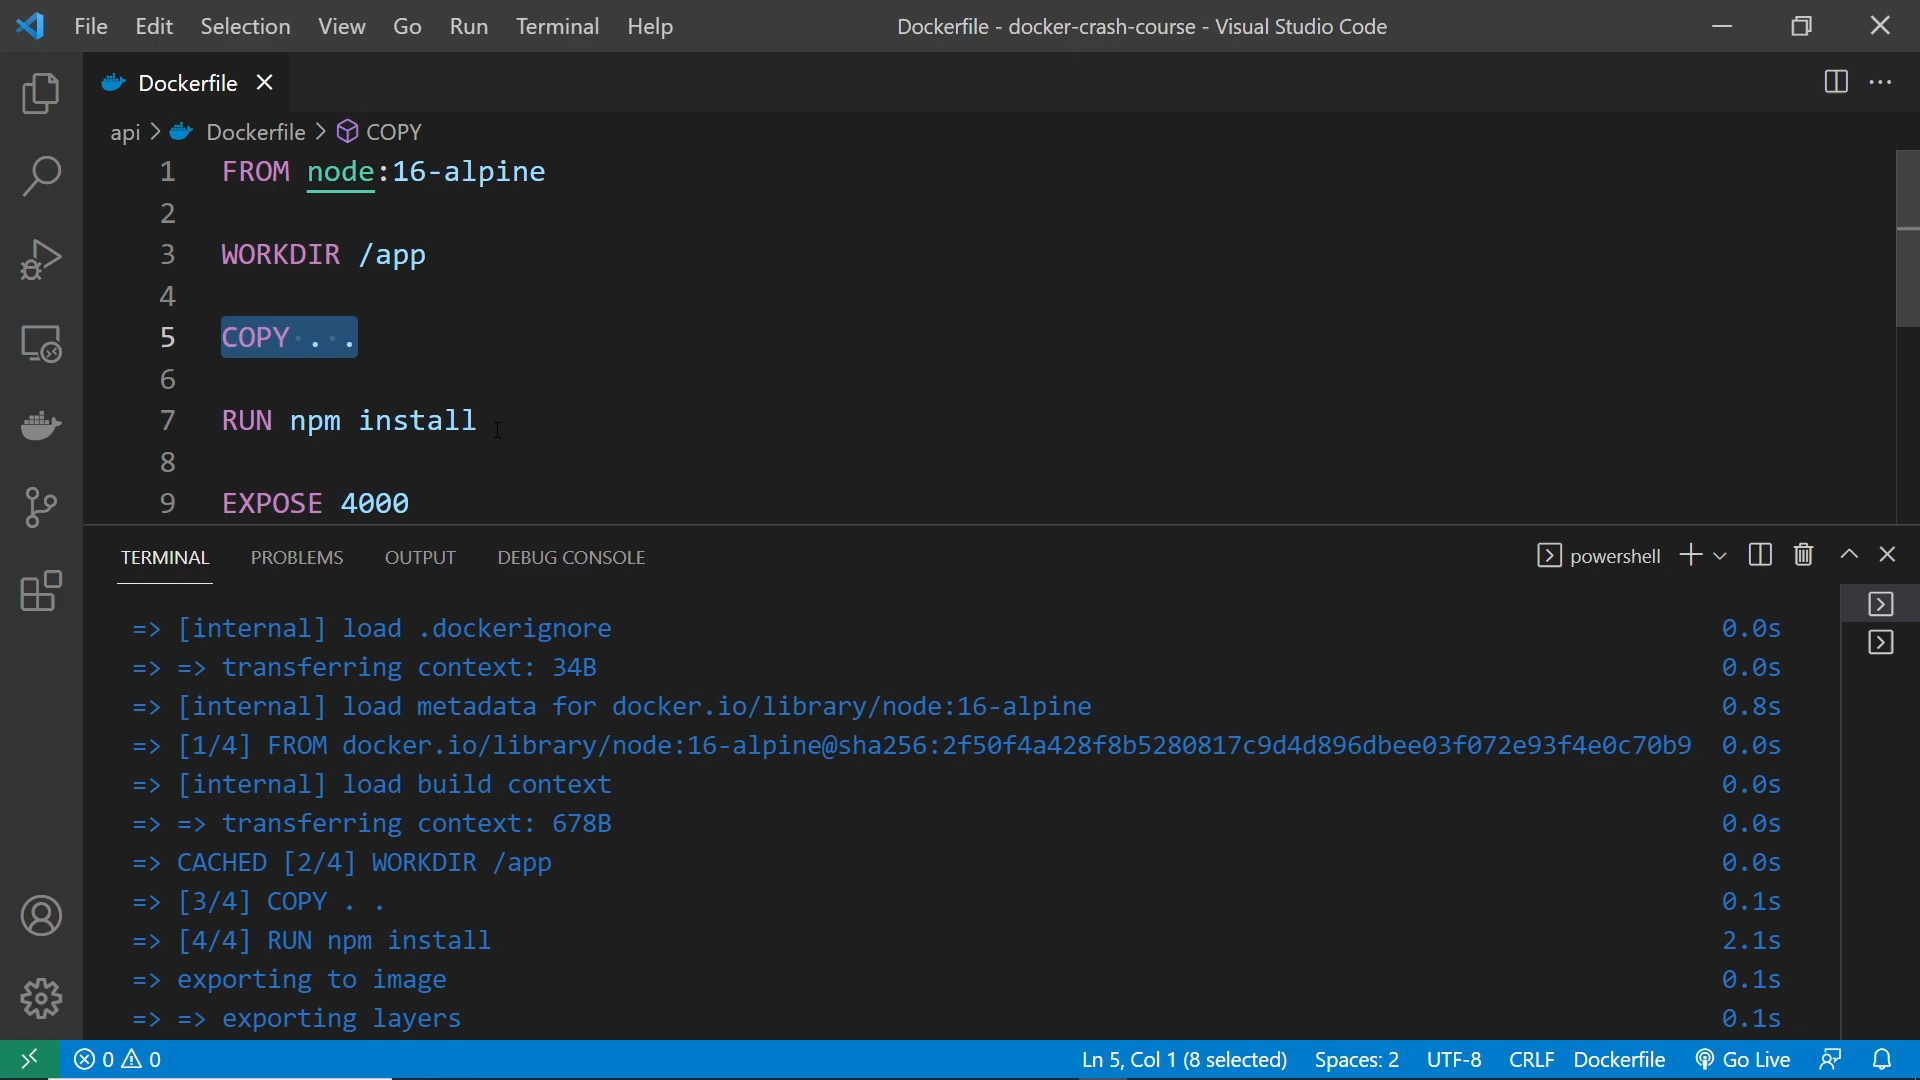 File Edit Selection View Go Run Terminal Help Dockerfile - docker-crash-course - Visual Studio Code
Dockerfile
api > Dockerfile > COPY
1 FROM node:16-alpine
2
3 WORKDIR /app
4
5 COPY . .
6
7 RUN npm install
8
9 EXPOSE 4000
TERMINAL PROBLEMS OUTPUT DEBUG CONSOLE powershell
=> [internal] load .dockerignore 0.0s
=> => transferring context: 34B 0.0s
=> [internal] load metadata for docker.io/library/node:16-alpine 0.8s
=> [1/4] FROM docker.io/library/node:16-alpine@sha256:2f50f4a428f8b5280817c9d4d896dbee03f072e93f4e0c70b9 0.0s
=> [internal] load build context 0.0s
=> => transferring context: 678B 0.0s
=> CACHED [2/4] WORKDIR /app 0.0s
=> [3/4] COPY . . 0.1s
=> [4/4] RUN npm install 2.1s
=> exporting to image 0.1s
=> => exporting layers 0.1s
0 0 Ln 5, Col 1 (8 selected) Spaces: 2 UTF-8 CRLF Dockerfile Go Live